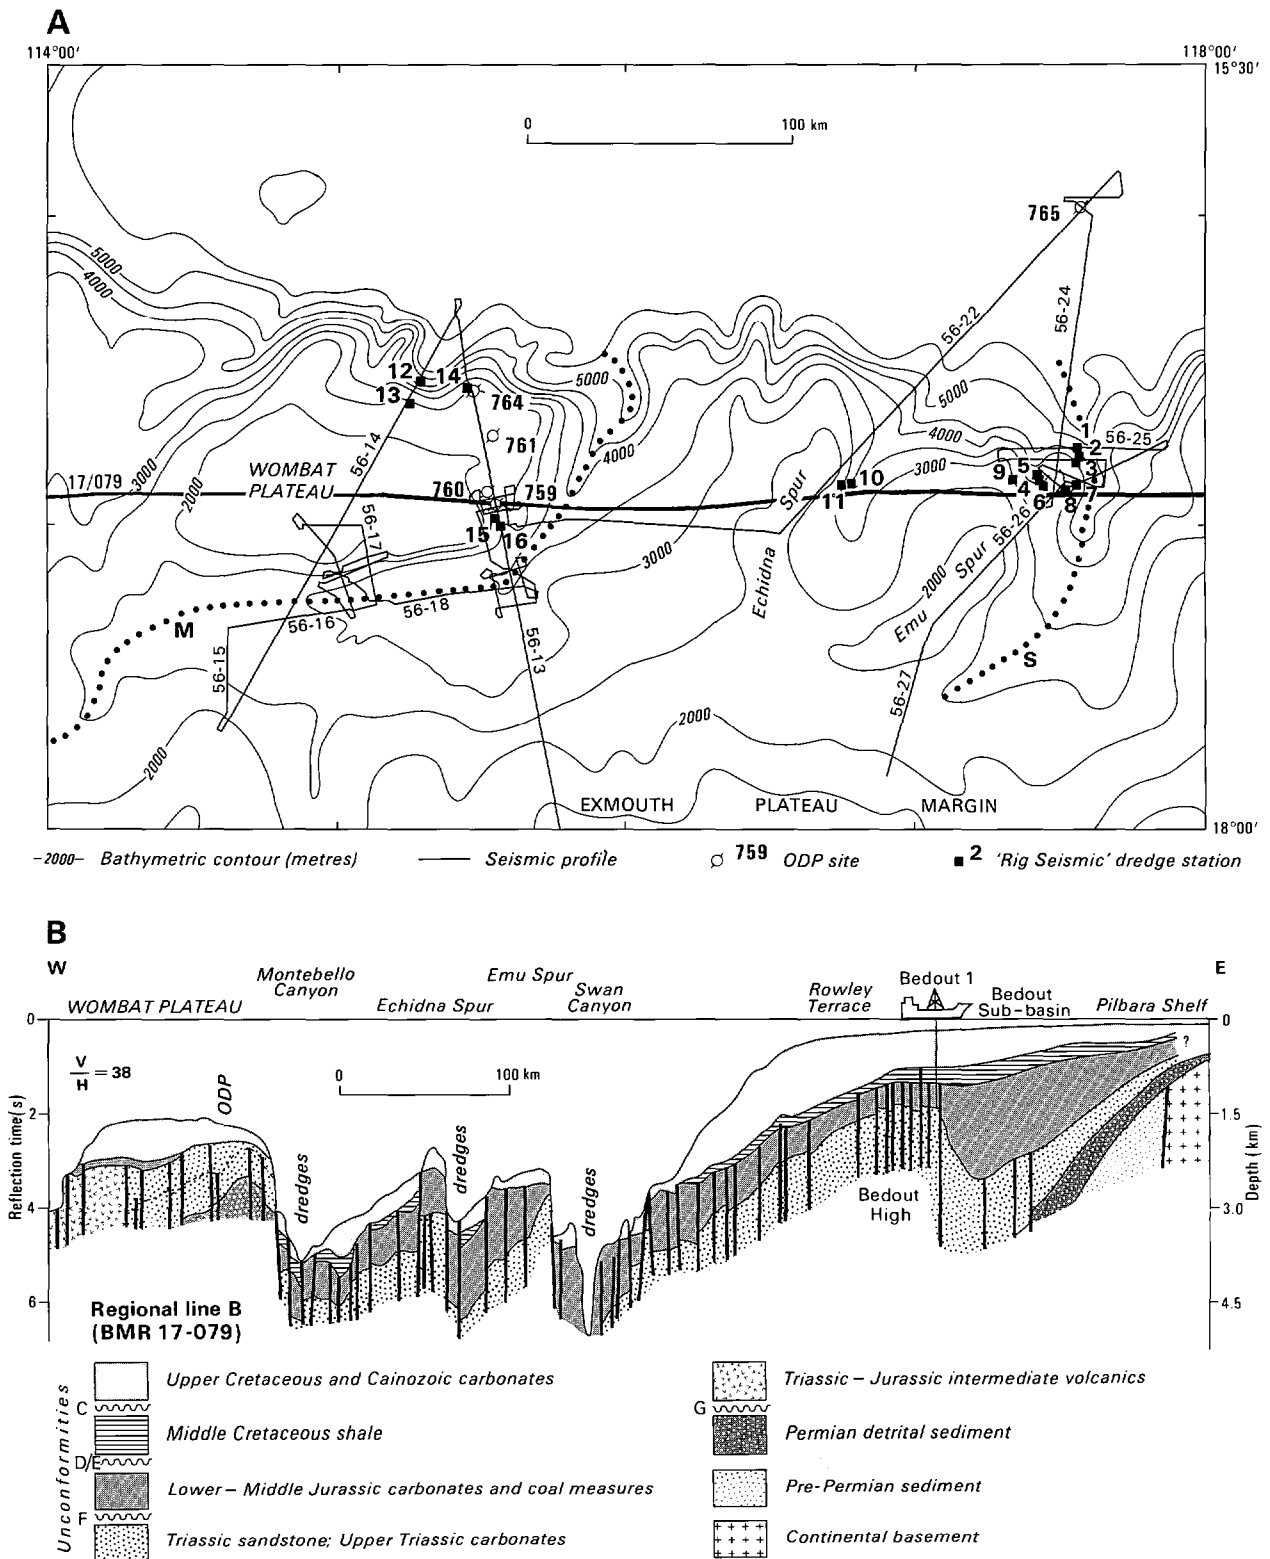 A
114°00'
118°00'
15°30'
0
100 km
765
56-22
56-24
5000
4000
5000
5000
12
14
13
764
761
4000
4000
3000
1
2
56-25
5
3
9
4
6
8
7
10
11
56-14
3000
2000
17/079
WOMBAT
PLATEAU
760
759
56-17
15
16
Spur
Echidna
3000
56-26
Spur
Emu
2000
56-18
56-16
M
56-15
56-13
S
56-27
2000
2000
EXMOUTH PLATEAU MARGIN
18°00'
–2000– Bathymetric contour (metres)
Seismic profile
759 ODP site
2 'Rig Seismic' dredge station
B
W
E
Montebello
Canyon
Emu Spur
Swan
Canyon
Bedout 1
WOMBAT PLATEAU
Echidna Spur
Rowley
Terrace
Bedout
Sub-basin
Pilbara Shelf
0
0
V
H
= 38
0
100 km
?
ODP
2
1.5
Reflection time(s)
Depth (km)
dredges
dredges
dredges
4
3.0
Bedout
High
6
4.5
Regional line B
(BMR 17-079)
Unconformities
Upper Cretaceous and Cainozoic carbonates
C
Middle Cretaceous shale
D/E
Lower – Middle Jurassic carbonates and coal measures
F
Triassic sandstone; Upper Triassic carbonates
Triassic – Jurassic intermediate volcanics
G
Permian detrital sediment
Pre-Permian sediment
Continental basement